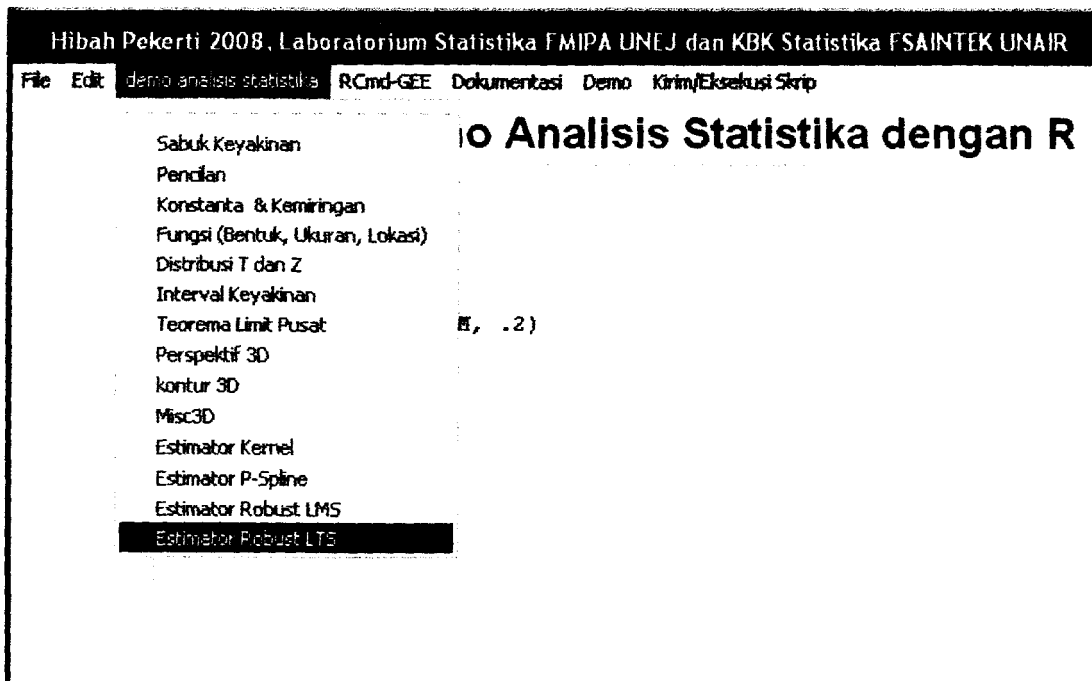 Hibah Pekerti 2008, Laboratorium Statistika FMIPA UNEJ dan KBK Statistika FSAINTEK UNAIR
File Edit demo analisis statistika RCmd-GEE Dokumentasi Demo Kirim/Eksekusi Skrip
o Analisis Statistika dengan R
Sabuk Keyakinan
Pencilan
Konstanta & Kemiringan
Fungsi (Bentuk, Ukuran, Lokasi)
Distribusi T dan Z
Interval Keyakinan
Teorema Limit Pusat
M, .2)
Perspektif 3D
kontur 3D
Misc3D
Estimator Kernel
Estimator P-Spline
Estimator Robust LMS
Estimator Robust LTS